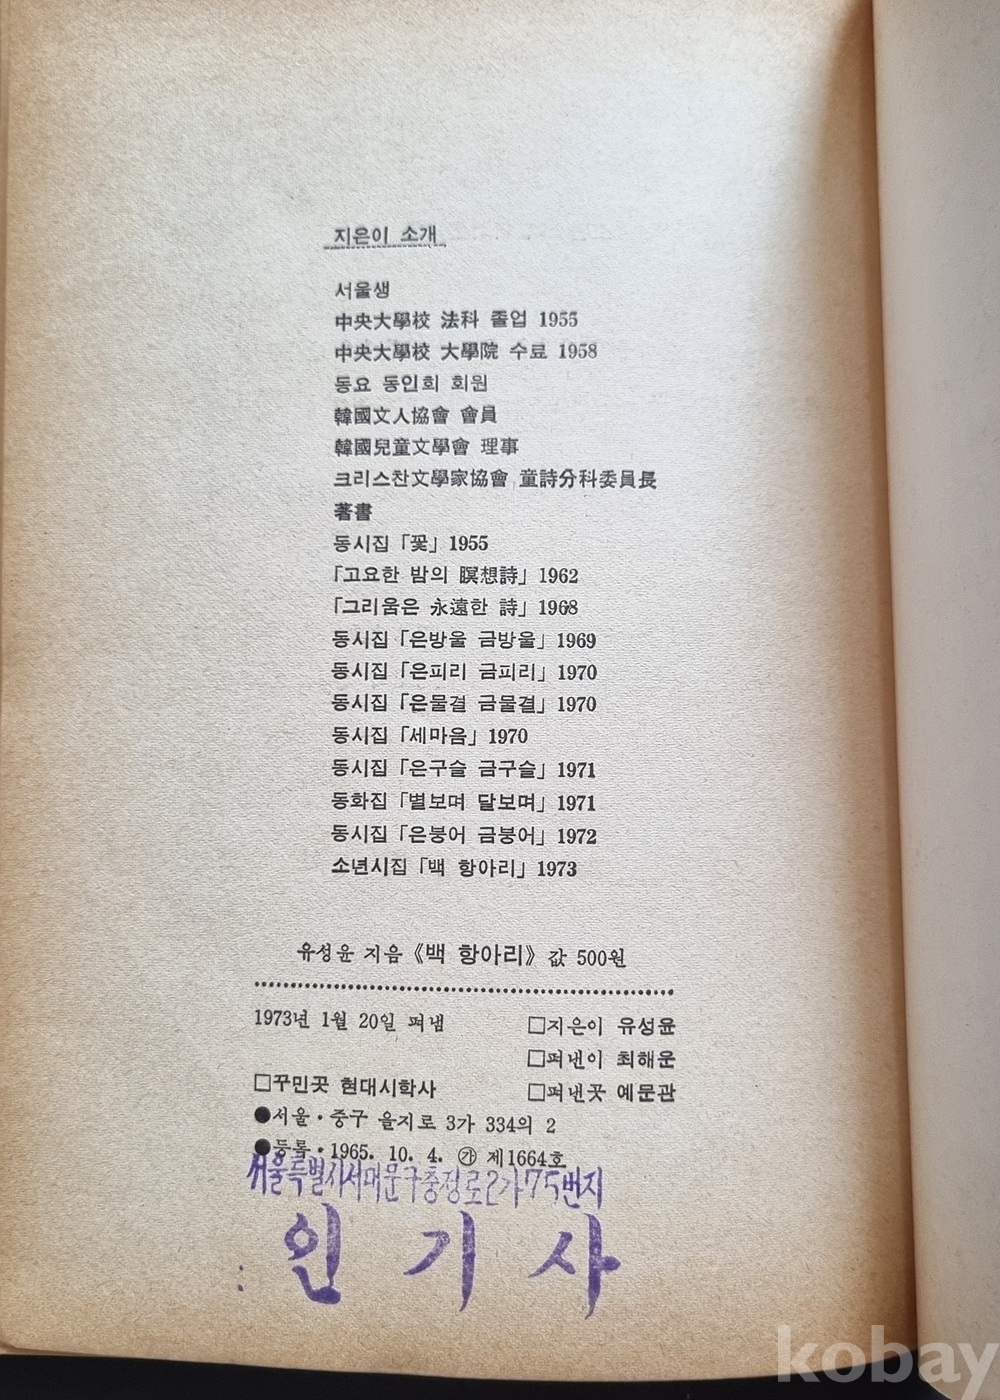 지은이 소개
서울생
中央大學校 法科 졸업 1955
中央大學校 大學院 수료 1958
동요 동인회 회원
韓國文人協會 會員
韓國兒童文學會 理事
크리스찬文學家協會 童詩分科委員長
著書
동시집「꽃」1955
「고요한 밤의 瞑想詩」1962
「그리움은 永遠한 詩」1968
동시집「은방울 금방울」1969
동시집「은피리 금피리」1970
동시집「은물결 금물결」1970
동시집「세마음」1970
동시집「은구슬 금구슬」1971
동화집「별보며 달보며」1971
동시집「은붕어 금붕어」1972
소년시집「백 항아리」1973
유성윤 지음《백 항아리》값 500원
1973년 1월 20일 펴냄
□지은이 유성윤
□펴낸이 최해운
□꾸민곳 현대시학사
□펴낸곳 예문관
●서울·중구 을지로 3가 334의 2
●등록·1965. 10. 4. ㉮ 제1664호
서울특별시서대문구충정로2가75번지
인기사
kobay